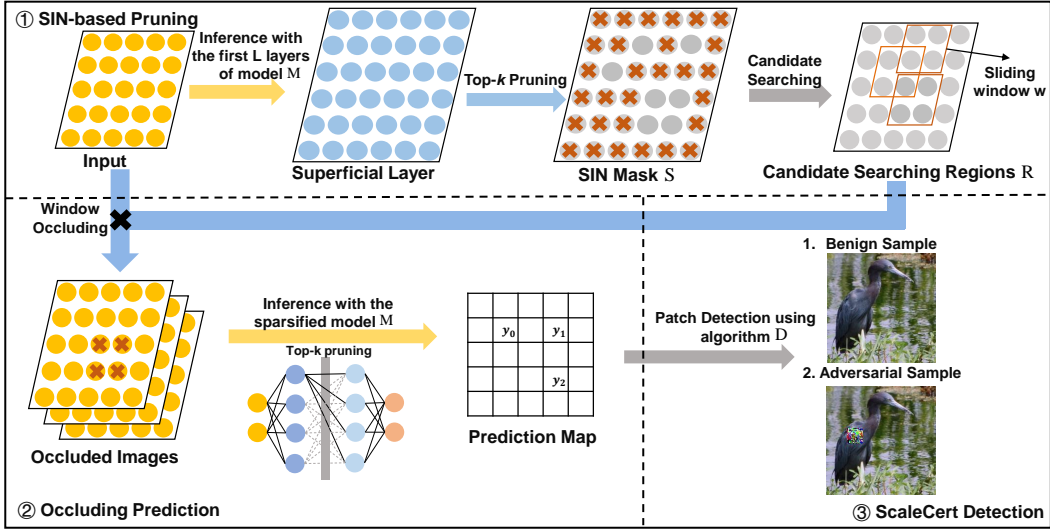 ① SIN-based Pruning
Inference with
the first L layers
of model M
Top-k Pruning
Candidate
Searching
Sliding
window w
Input
Superficial Layer
SIN Mask S
Candidate Searching Regions R
Window
Occluding
Inference with the
sparsified model M
Top-k pruning
y₀ y₁
y₂
Occluded Images
Prediction Map
Patch Detection using
algorithm D
1. Benign Sample
2. Adversarial Sample
② Occluding Prediction
③ ScaleCert Detection